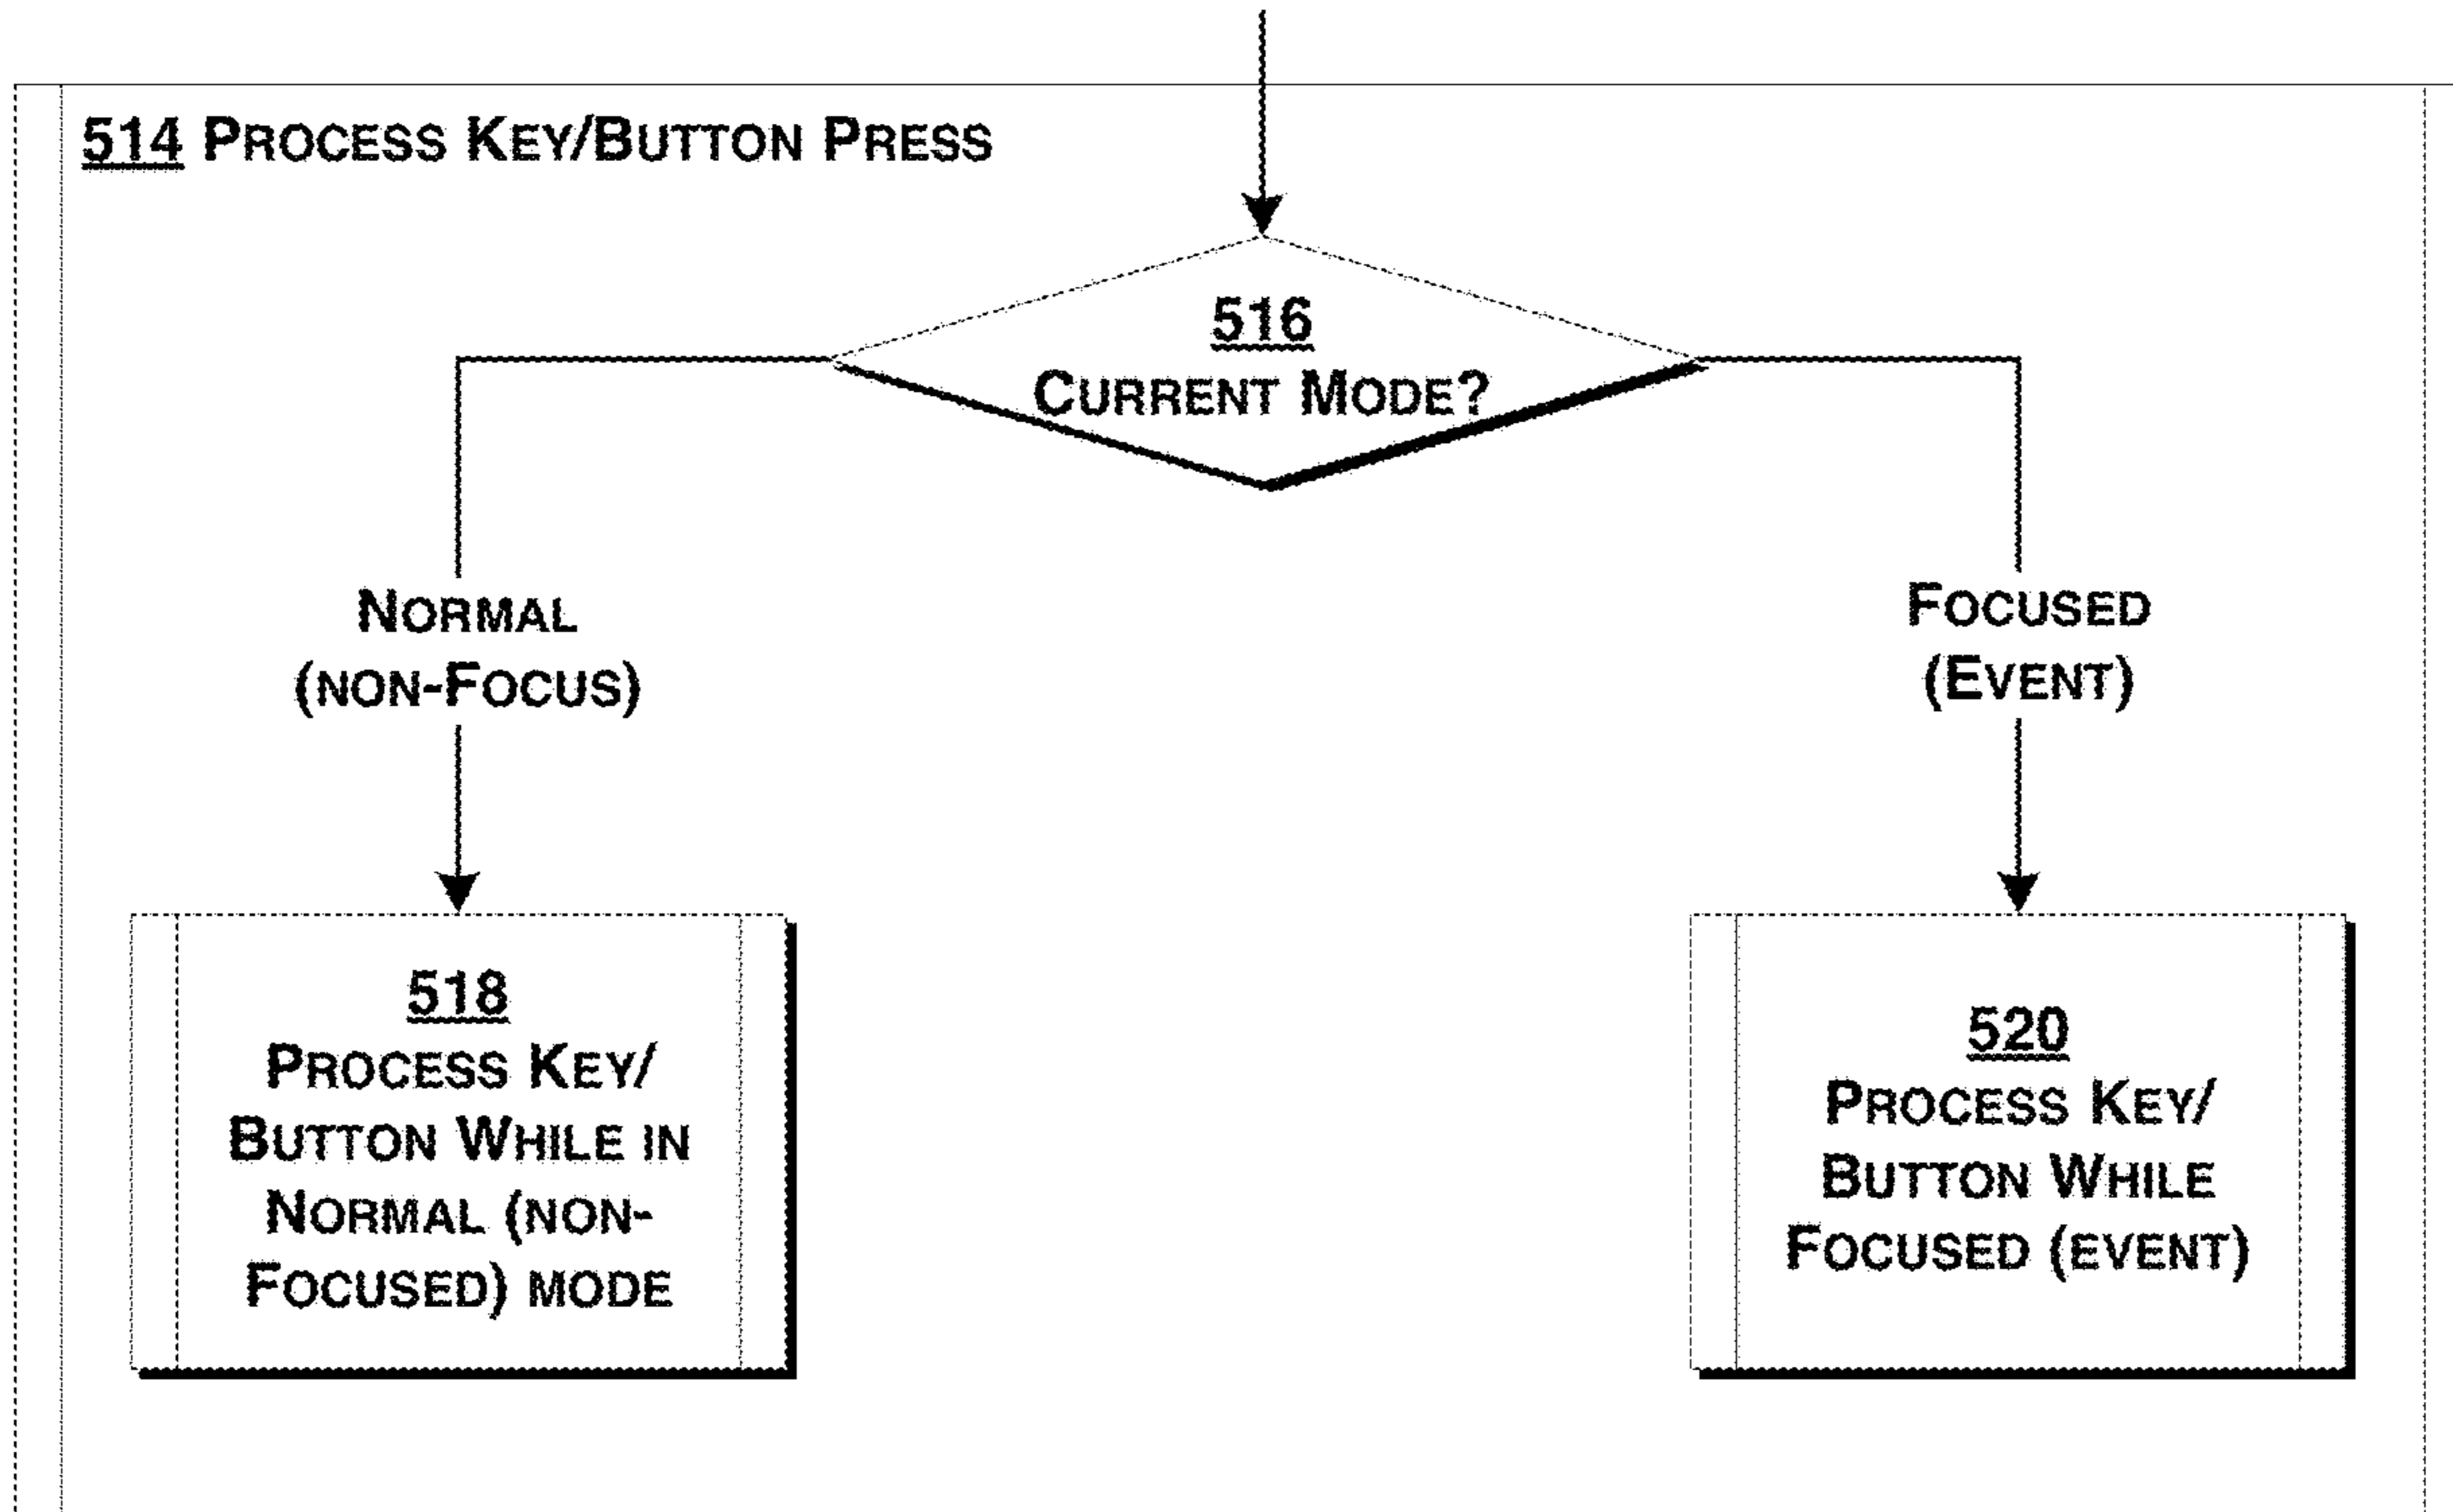 514 Process Key/Button Press
516
Current Mode?
Normal
(non-Focus)
Focused
(Event)
518
Process Key/
Button While in
Normal (non-
Focused) mode
520
Process Key/
Button While
Focused (event)